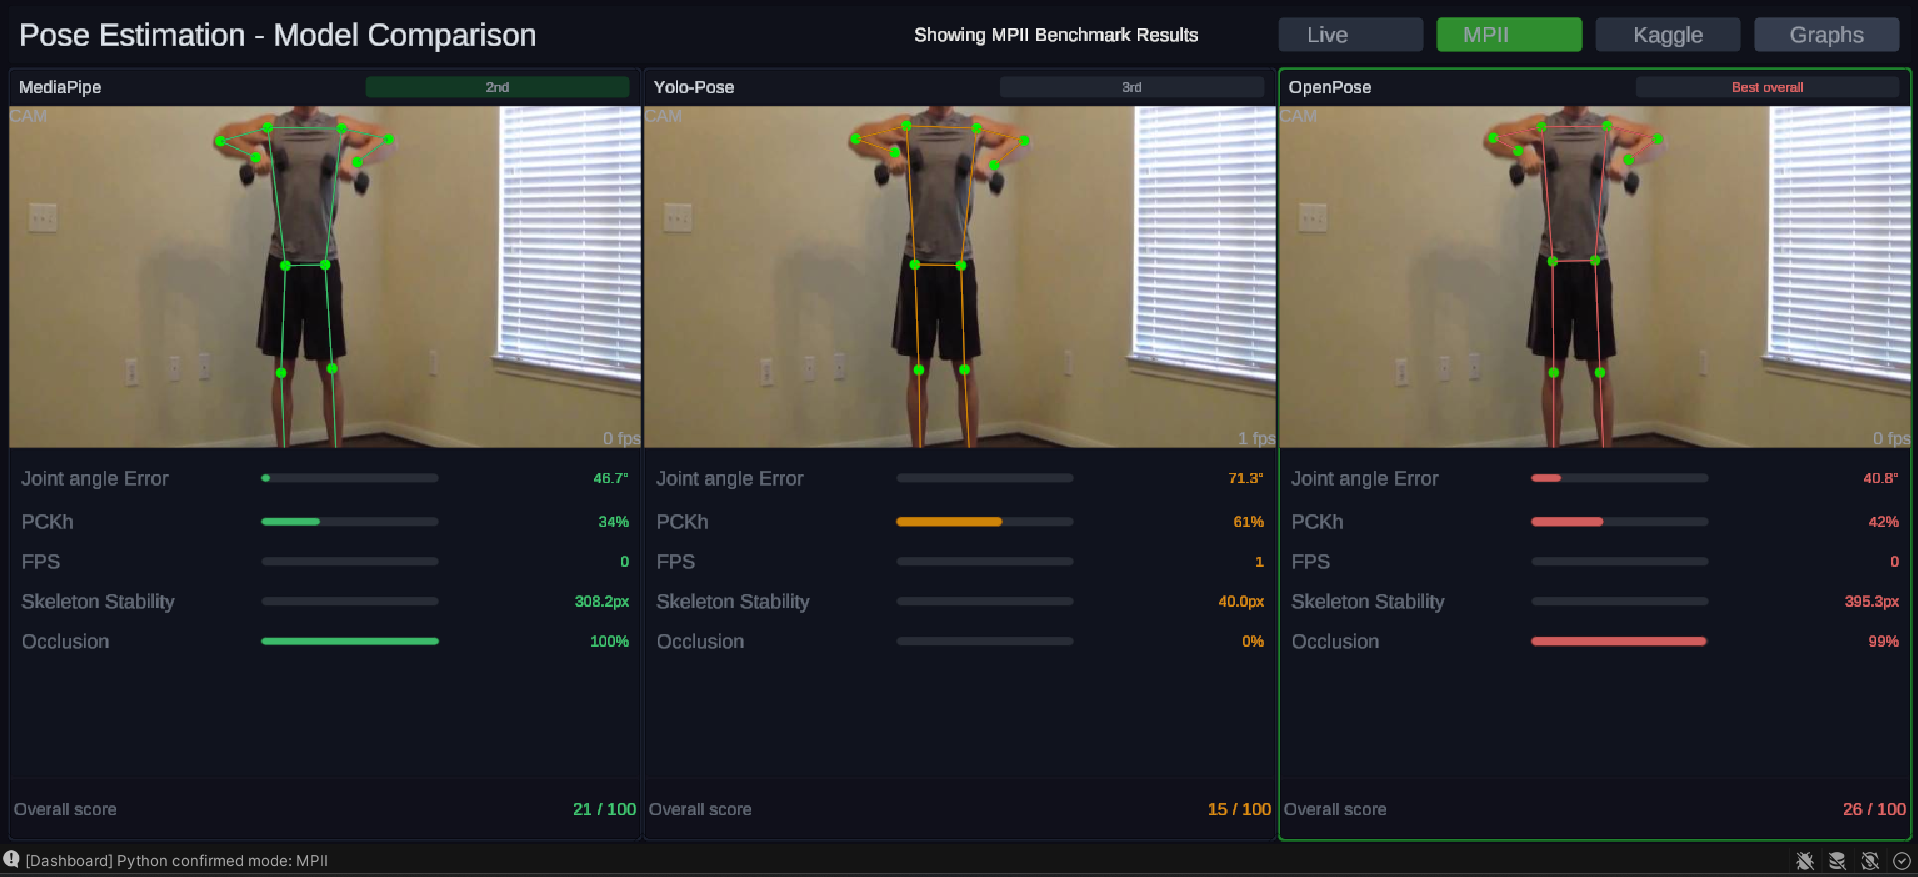 Pose Estimation - Model Comparison
Showing MPII Benchmark Results
Live
MPII
Kaggle
Graphs
MediaPipe
2nd
CAM
0 fps
Joint angle Error
46.7°
PCKh
34%
FPS
0
Skeleton Stability
308.2px
Occlusion
100%
Overall score
21 / 100
Yolo-Pose
3rd
CAM
1 fps
Joint angle Error
71.3°
PCKh
61%
FPS
1
Skeleton Stability
40.0px
Occlusion
0%
Overall score
15 / 100
OpenPose
Best overall
CAM
0 fps
Joint angle Error
40.8°
PCKh
42%
FPS
0
Skeleton Stability
395.3px
Occlusion
99%
Overall score
26 / 100
[Dashboard] Python confirmed mode: MPII